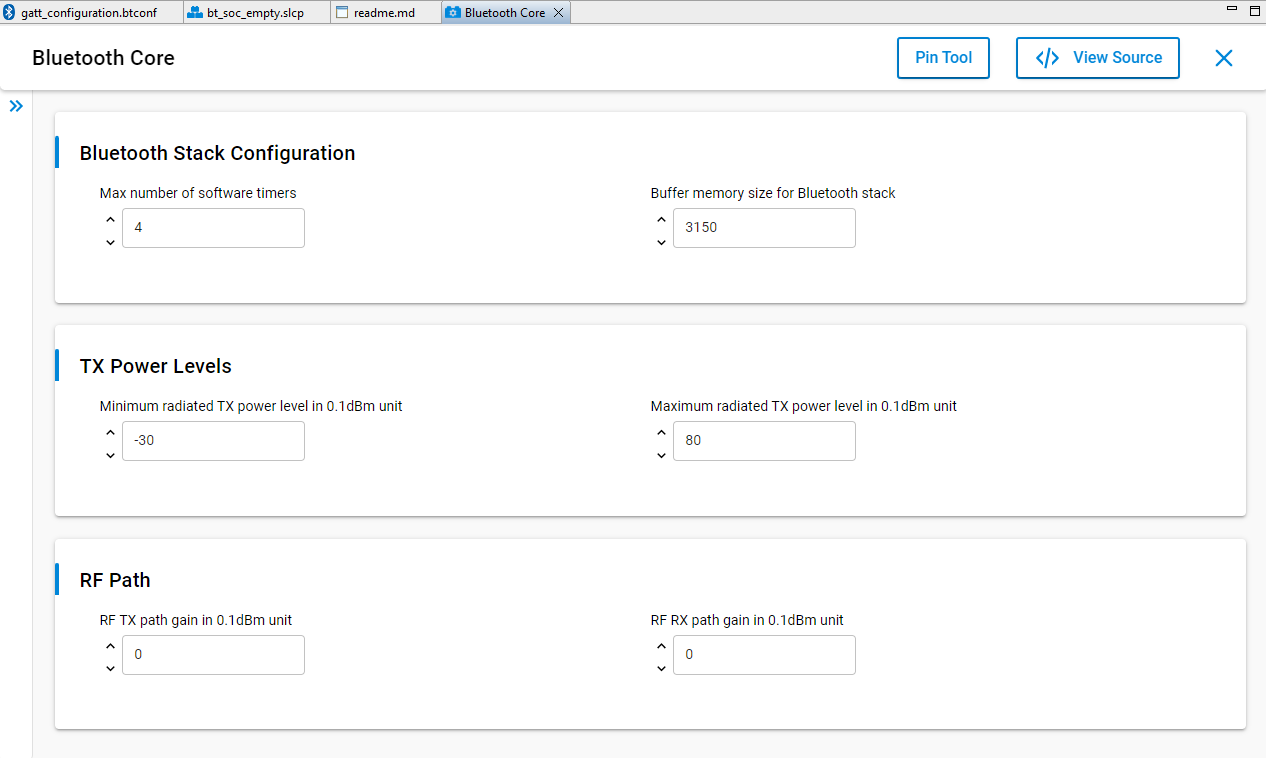 gatt_configuration.btconf bt_soc_empty.slcp readme.md Bluetooth Core
Bluetooth Core Pin Tool </> View Source
Bluetooth Stack Configuration
Max number of software timers Buffer memory size for Bluetooth stack
4 3150
TX Power Levels
Minimum radiated TX power level in 0.1dBm unit Maximum radiated TX power level in 0.1dBm unit
-30 80
RF Path
RF TX path gain in 0.1dBm unit RF RX path gain in 0.1dBm unit
0 0